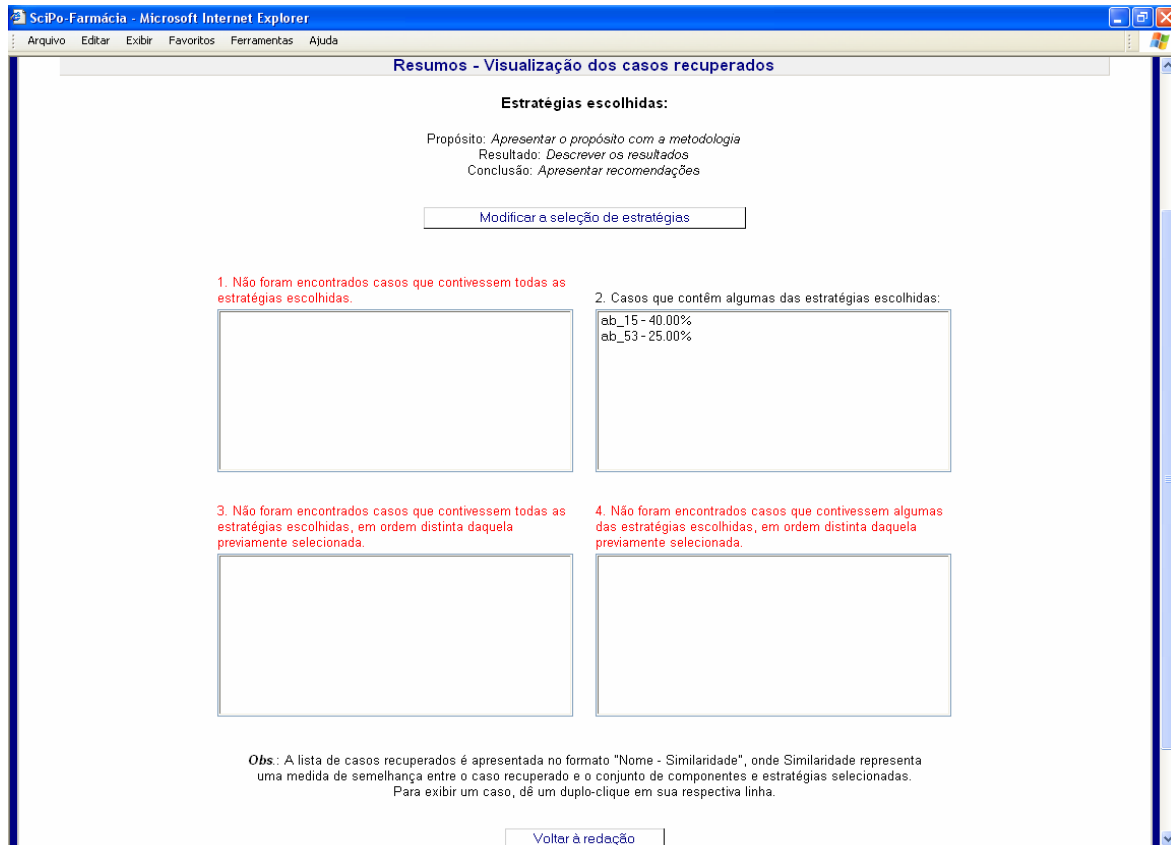 SciPo-Farmácia - Microsoft Internet Explorer
Arquivo Editar Exibir Favoritos Ferramentas Ajuda
Resumos - Visualização dos casos recuperados
Estratégias escolhidas:
Propósito: Apresentar o propósito com a metodologia
Resultado: Descrever os resultados
Conclusão: Apresentar recomendações
Modificar a seleção de estratégias
1. Não foram encontrados casos que contivessem todas as
estratégias escolhidas.
2. Casos que contêm algumas das estratégias escolhidas:
ab_15 - 40.00%
ab_53 - 25.00%
3. Não foram encontrados casos que contivessem todas as
estratégias escolhidas, em ordem distinta daquela
previamente selecionada.
4. Não foram encontrados casos que contivessem algumas
das estratégias escolhidas, em ordem distinta daquela
previamente selecionada.
Obs.: A lista de casos recuperados é apresentada no formato "Nome - Similaridade", onde Similaridade representa
uma medida de semelhança entre o caso recuperado e o conjunto de componentes e estratégias selecionadas.
Para exibir um caso, dê um duplo-clique em sua respectiva linha.
Voltar à redação